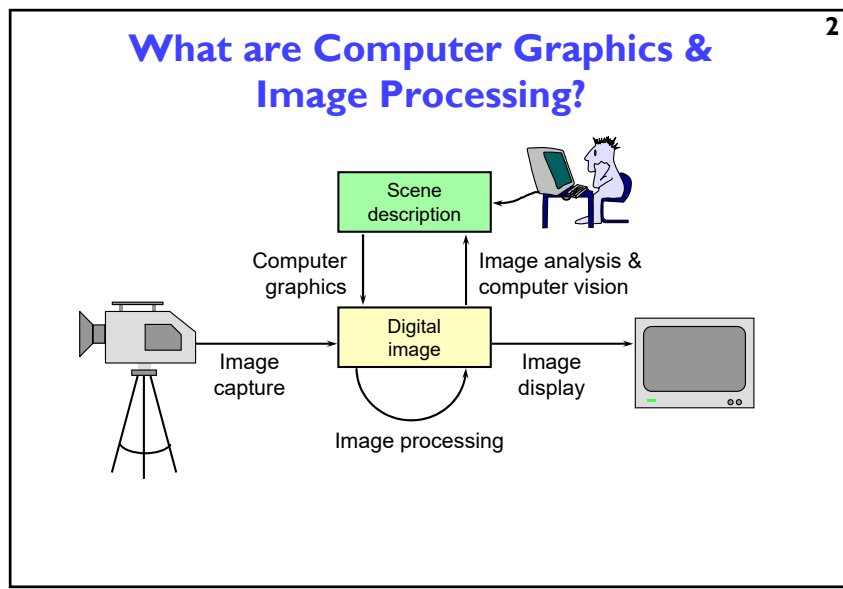 2
What are Computer Graphics &
Image Processing?
Scene
description
Computer
graphics
Image analysis &
computer vision
Digital
image
Image
capture
Image
display
Image processing